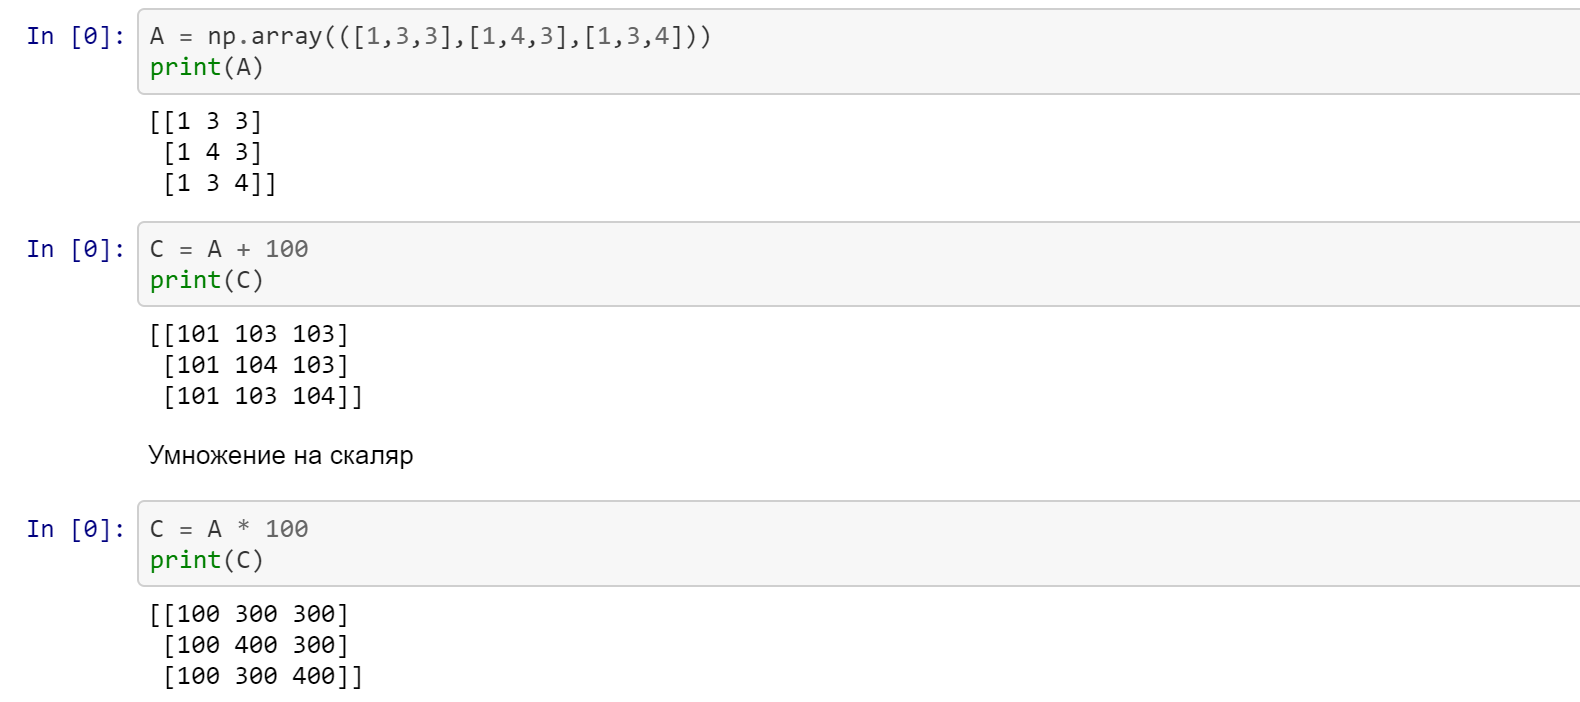 In [0]: A = np.array(([1,3,3],[1,4,3],[1,3,4]))
print(A)
[[1 3 3]
 [1 4 3]
 [1 3 4]]
In [0]: C = A + 100
print(C)
[[101 103 103]
 [101 104 103]
 [101 103 104]]
Умножение на скаляр
In [0]: C = A * 100
print(C)
[[100 300 300]
 [100 400 300]
 [100 300 400]]